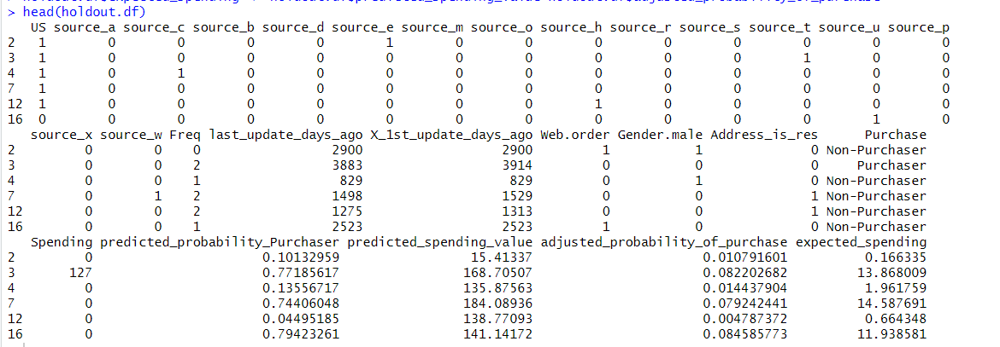 > head(holdout.df)
US source_a source_c source_b source_d source_e source_m source_o source_h source_r source_s source_t source_u source_p
2 1 0 0 0 0 1 0 0 0 0 0 0 0 0
3 1 0 0 0 0 0 0 0 0 0 0 1 0 0
4 1 0 1 0 0 0 0 0 0 0 0 0 0 0
7 1 0 0 0 0 0 0 0 0 0 0 0 0 0
12 1 0 0 0 0 0 0 0 1 0 0 0 0 0
16 0 0 0 0 0 0 0 0 0 0 0 0 1 0
source_x source_w Freq last_update_days_ago X_1st_update_days_ago Web.order Gender.male Address_is_res Purchase
2 0 0 0 2900 2900 1 1 0 Non-Purchaser
3 0 0 2 3883 3914 0 0 0 Purchaser
4 0 0 1 829 829 0 1 0 Non-Purchaser
7 0 1 2 1498 1529 0 0 1 Non-Purchaser
12 0 0 2 1275 1313 0 0 1 Non-Purchaser
16 0 0 1 2523 2523 1 0 0 Non-Purchaser
Spending predicted_probability_Purchaser predicted_spending_value adjusted_probability_of_purchase expected_spending
2 0 0.10132959 15.41337 0.010791601 0.166335
3 127 0.77185617 168.70507 0.082202682 13.868009
4 0 0.13556717 135.87563 0.014437904 1.961759
7 0 0.74406048 184.08936 0.079242441 14.587691
12 0 0.04495185 138.77093 0.004787372 0.664348
16 0 0.79423261 141.14172 0.084585773 11.938581